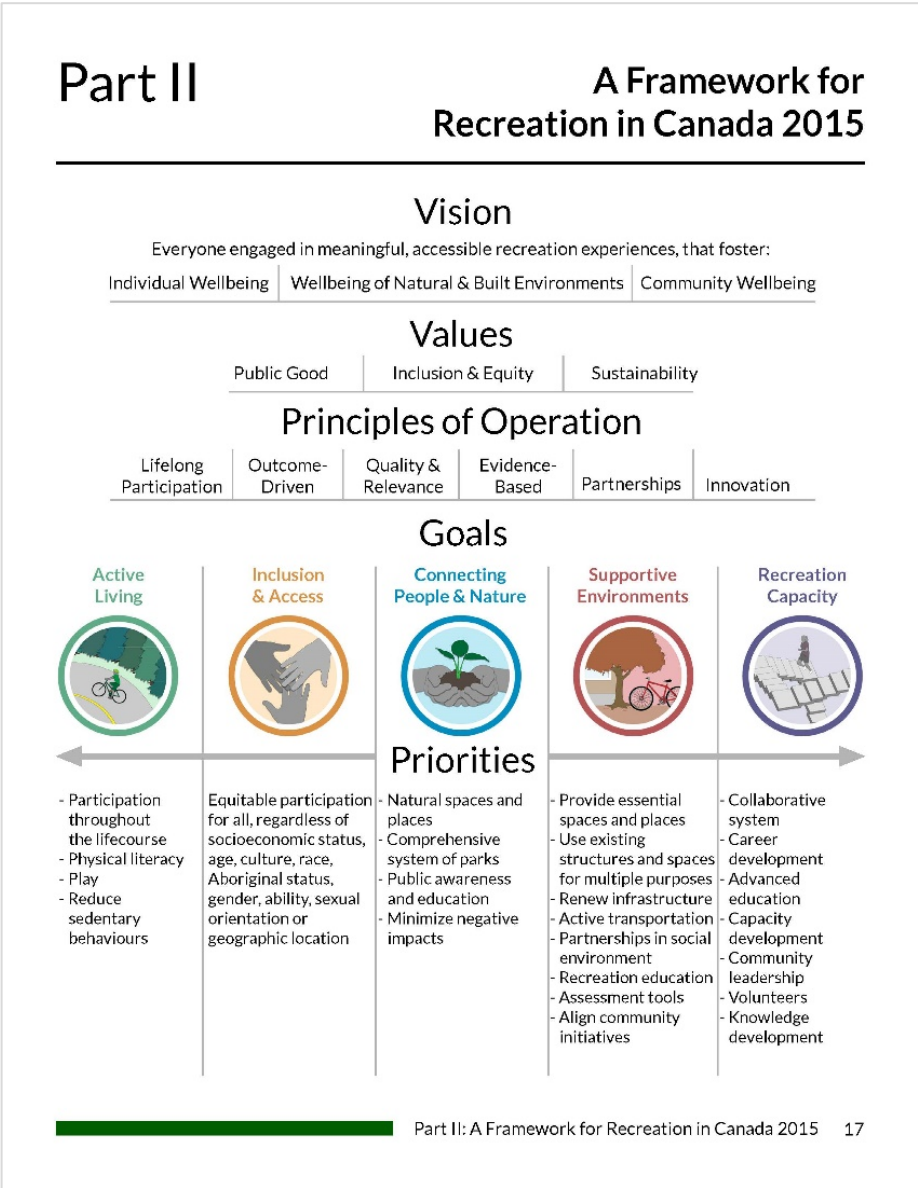 Part II
A Framework for
Recreation in Canada 2015
Vision
Everyone engaged in meaningful, accessible recreation experiences, that foster:
Individual Wellbeing
Wellbeing of Natural & Built Environments
Community Wellbeing
Values
Public Good
Inclusion & Equity
Sustainability
Principles of Operation
Lifelong
Participation
Outcome-
Driven
Quality &
Relevance
Evidence-
Based
Partnerships
Innovation
Goals
Active
Living
Inclusion
& Access
Connecting
People & Nature
Supportive
Environments
Recreation
Capacity
Priorities
- Participation
throughout
the lifecourse
- Physical literacy
- Play
- Reduce
sedentary
behaviours
Equitable participation
for all, regardless of
socioeconomic status,
age, culture, race,
Aboriginal status,
gender, ability, sexual
orientation or
geographic location
- Natural spaces and
places
- Comprehensive
system of parks
- Public awareness
and education
- Minimize negative
impacts
- Provide essential
spaces and places
- Use existing
structures and spaces
for multiple purposes
- Renew infrastructure
- Active transportation
- Partnerships in social
environment
- Recreation education
- Assessment tools
- Align community
initiatives
- Collaborative
system
- Career
development
- Advanced
education
- Capacity
development
- Community
leadership
- Volunteers
- Knowledge
development
Part II: A Framework for Recreation in Canada 2015 17